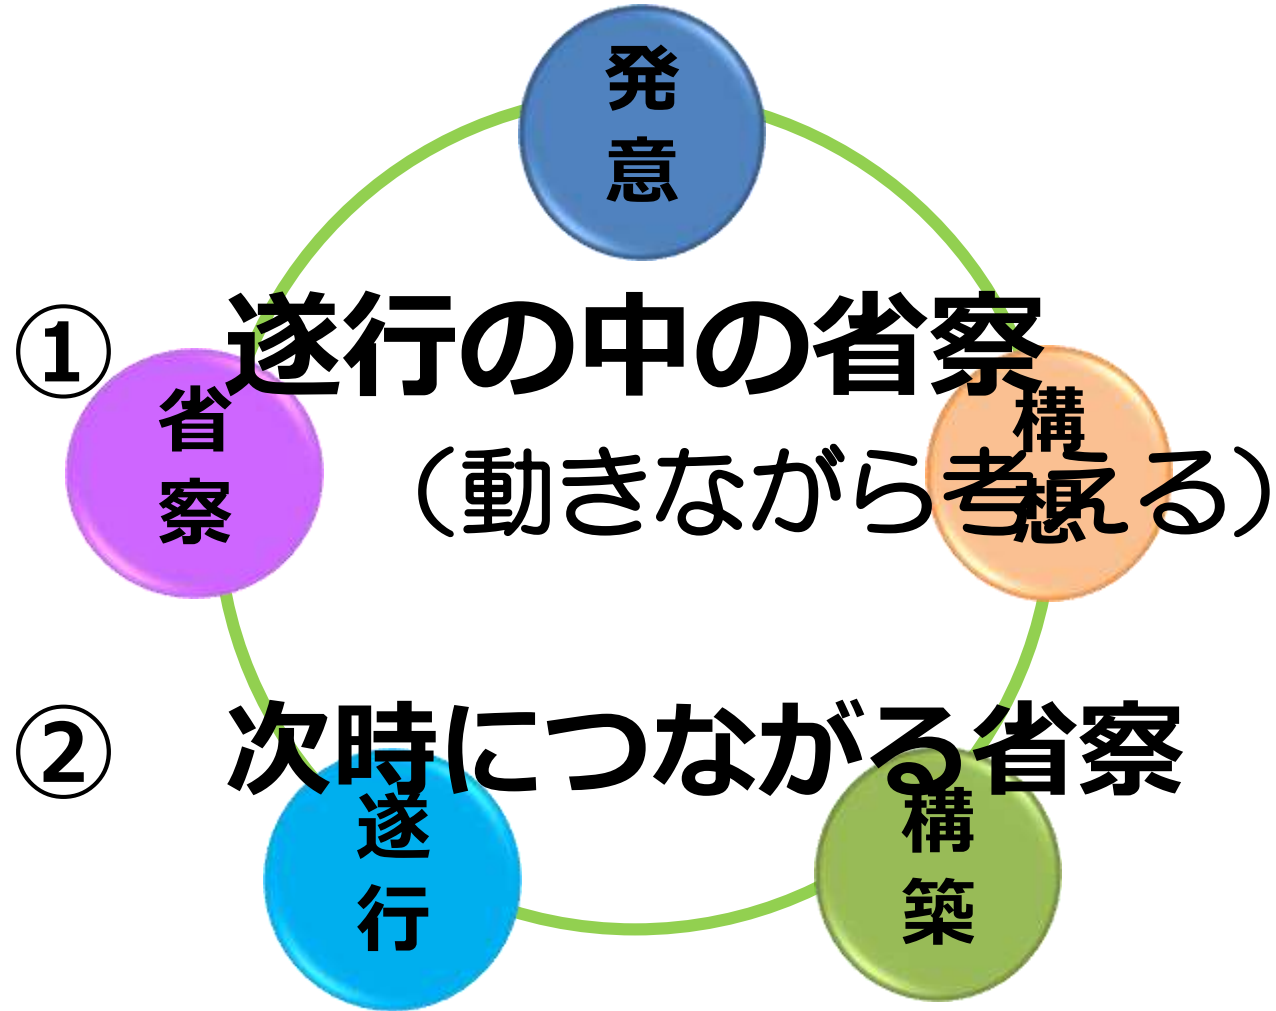 発
意
① 遂行の中の省察
省
察
構
想
（動きながら考える）
② 次時につながる省察
遂
行
構
築